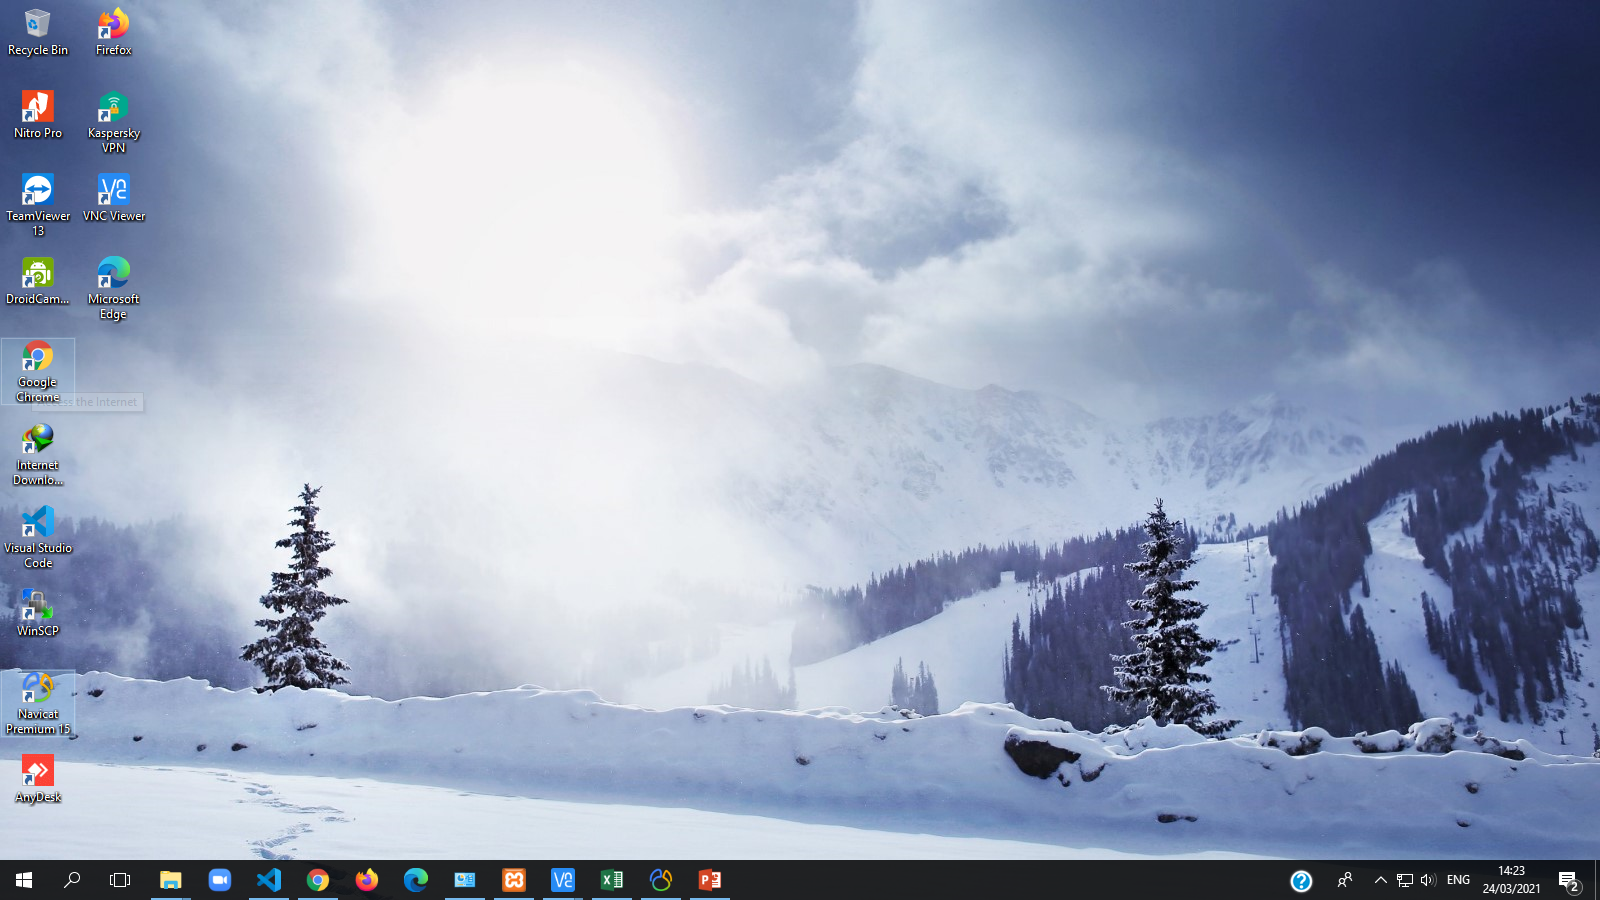 Recycle Bin
Firefox
Nitro Pro
Kaspersky
VPN
TeamViewer
13
VNC Viewer
DroidCam...
Microsoft
Edge
Google
Chrome
Access the Internet
Internet
Downlo...
Visual Studio
Code
WinSCP
Navicat
Premium 15
AnyDesk
ENG
14:23
24/03/2021
2